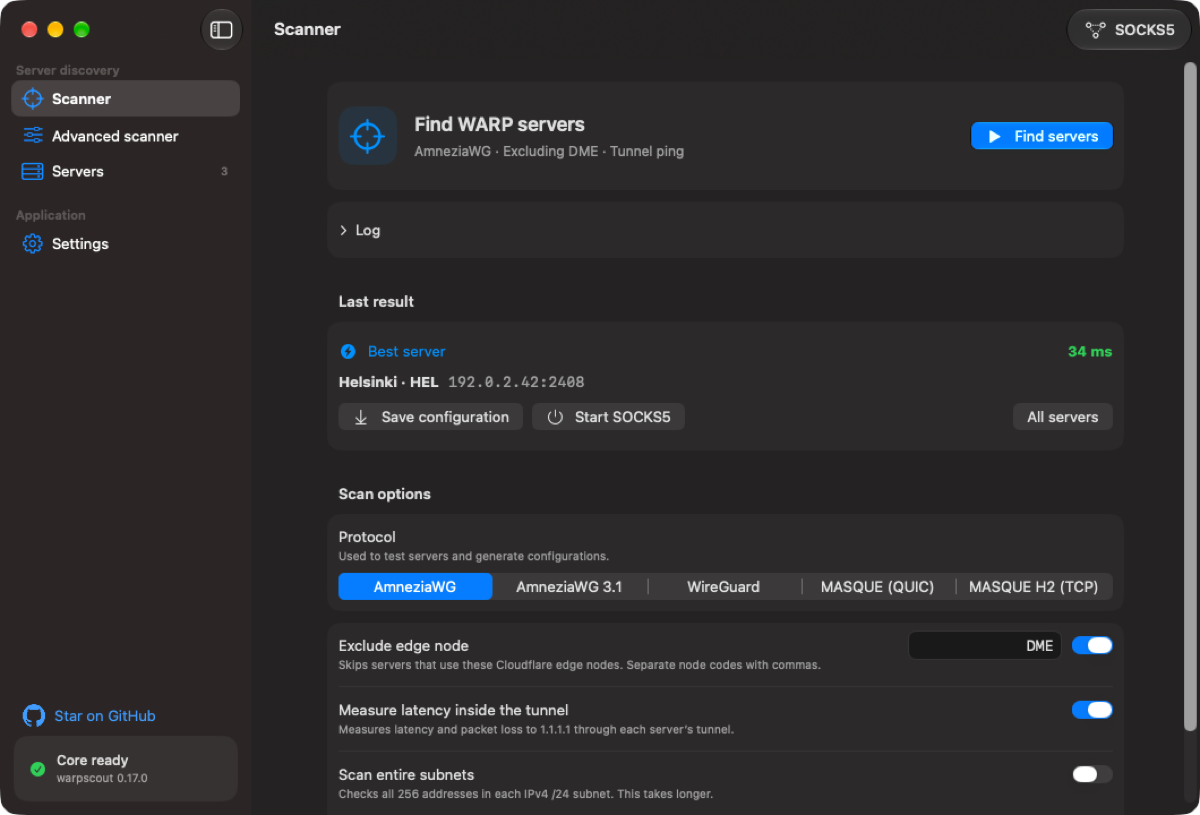 Scanner
SOCKS5
Server discovery
Scanner
Advanced scanner
Servers 3
Application
Settings
Star on GitHub
Core ready
warpscout 0.17.0
Find WARP servers
AmneziaWG · Excluding DME · Tunnel ping
Find servers
Log
Last result
Best server 34 ms
Helsinki · HEL 192.0.2.42:2408
Save configuration Start SOCKS5 All servers
Scan options
Protocol
Used to test servers and generate configurations.
AmneziaWG AmneziaWG 3.1 WireGuard MASQUE (QUIC) MASQUE H2 (TCP)
Exclude edge node DME
Skips servers that use these Cloudflare edge nodes. Separate node codes with commas.
Measure latency inside the tunnel
Measures latency and packet loss to 1.1.1.1 through each server's tunnel.
Scan entire subnets
Checks all 256 addresses in each IPv4 /24 subnet. This takes longer.